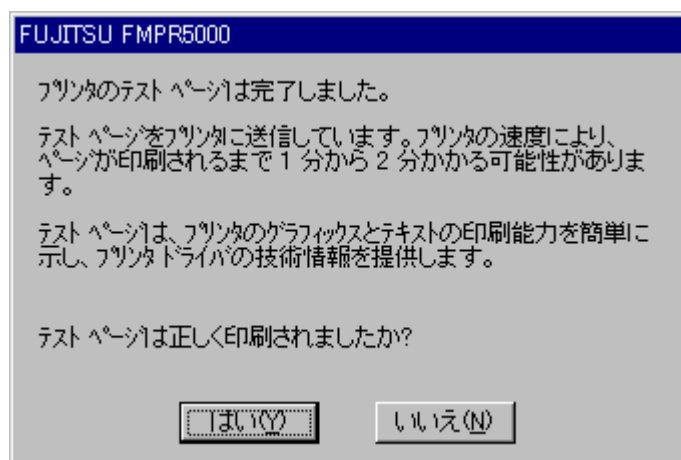 FUJITSU FMPR5000
プリンタのテスト ページは完了しました。
テスト ページをプリンタに送信しています。プリンタの速度により、
ページが印刷されるまで 1 分から 2 分かかる可能性がありま
す。
テスト ページは、プリンタのグラフィックスとテキストの印刷能力を簡単に
示し、プリンタ ドライバの技術情報を提供します。
テスト ページは正しく印刷されましたか?
はい(Y)
いいえ(N)